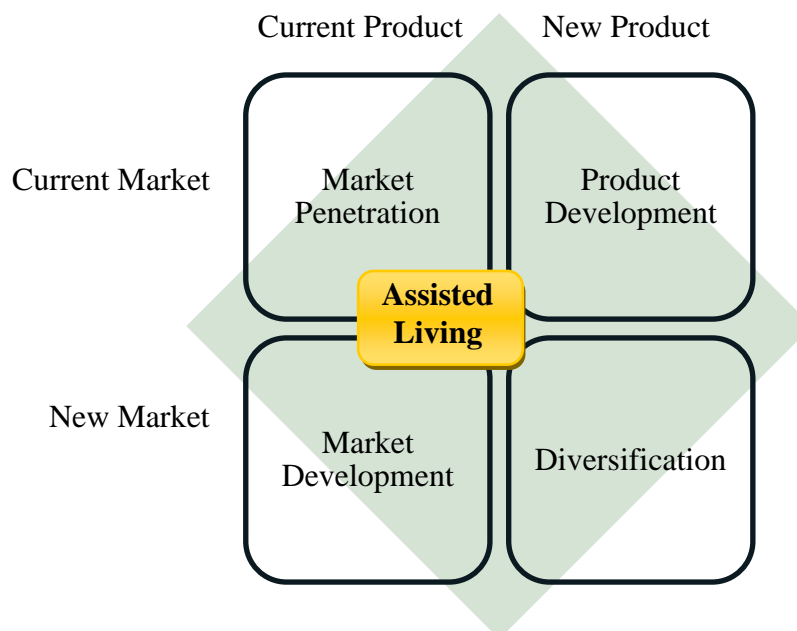 Current Product
New Product
Current Market
Market
Penetration
Product
Development
Assisted
Living
New Market
Market
Development
Diversification